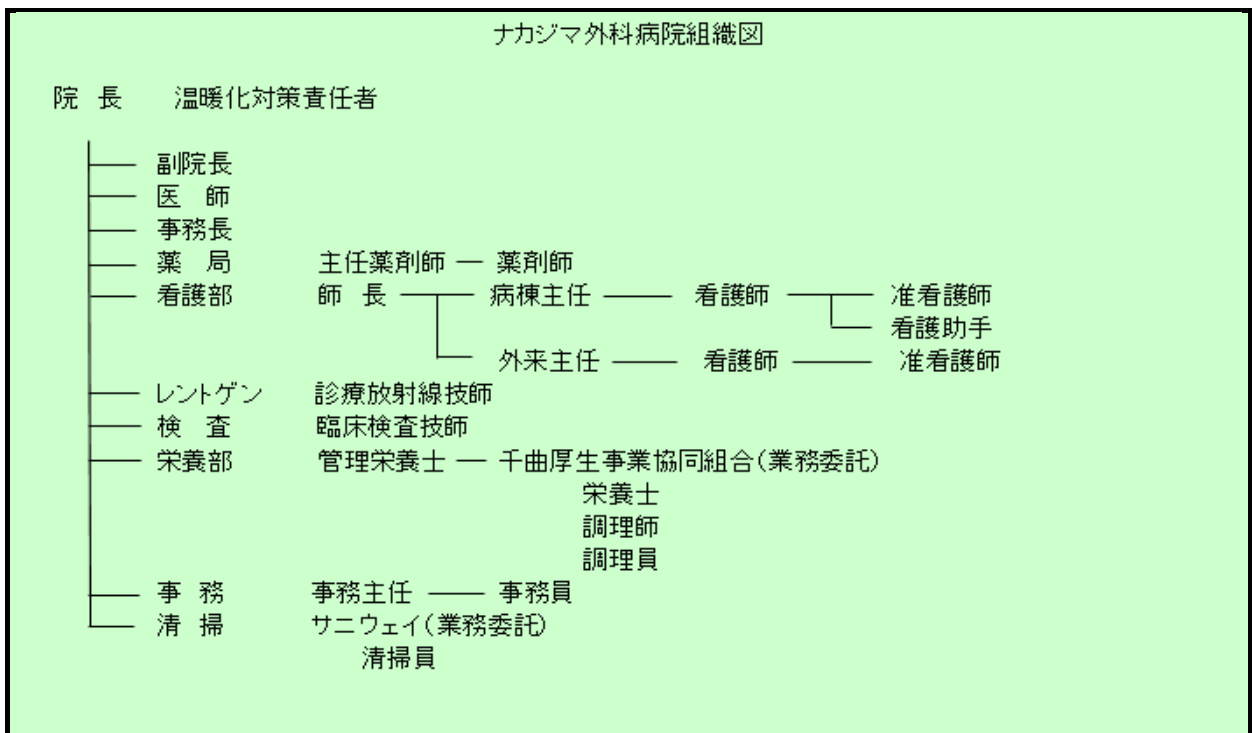 ナカジマ外科病院組織図
院 長 温暖化対策責任者
副院長
医 師
事務長
薬 局 主任薬剤師 薬剤師
看護部 師 長 病棟主任 看護師 准看護師
看護助手
外来主任 看護師 准看護師
レントゲン 診療放射線技師
検 査 臨床検査技師
栄養部 管理栄養士 千曲厚生事業協同組合(業務委託)
栄養士
調理師
調理員
事 務 事務主任 事務員
清 掃 サニウェイ(業務委託)
清掃員